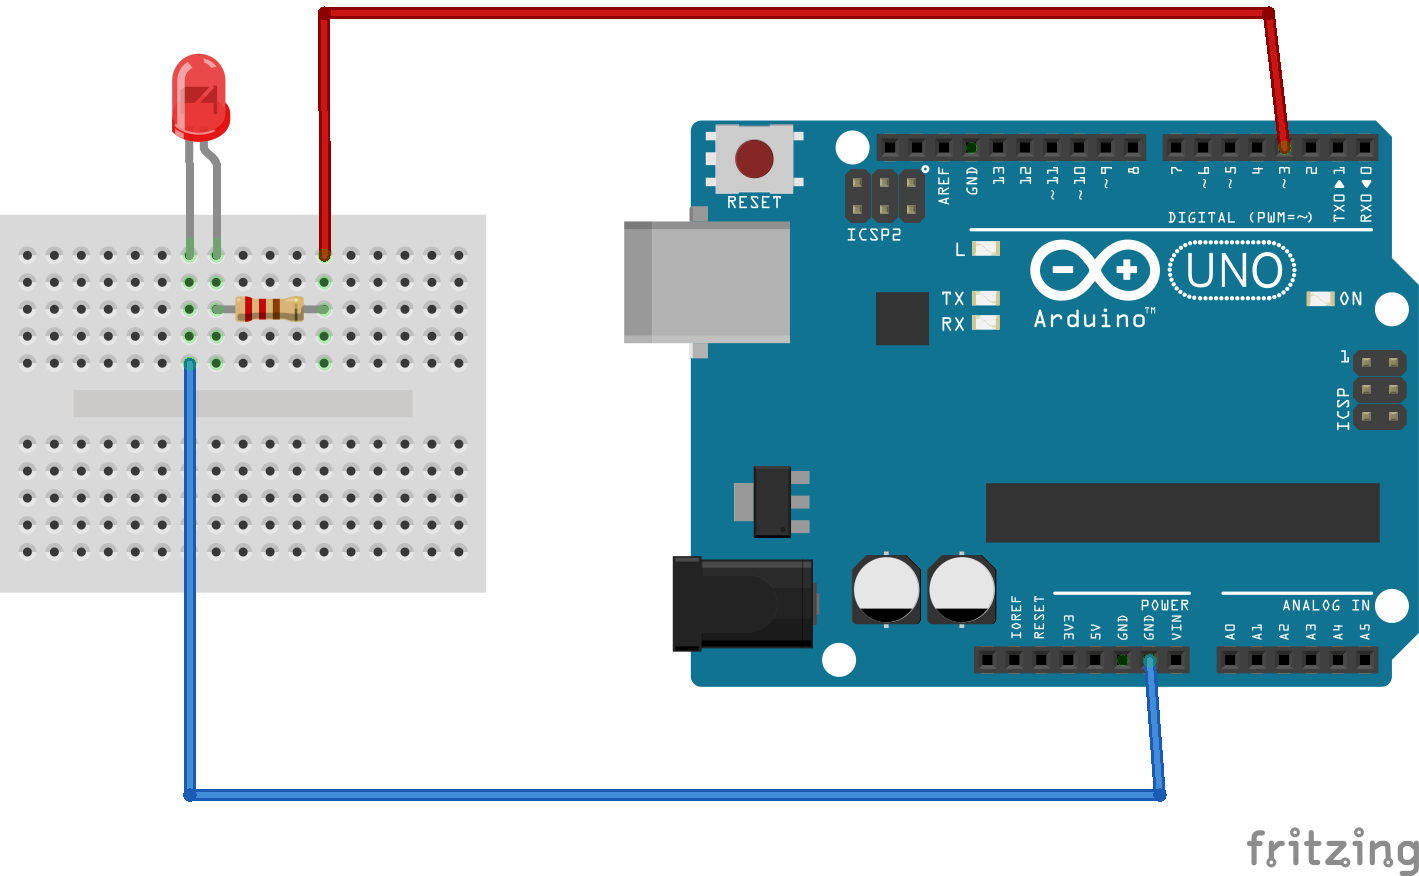 RESET
AREF
GND
13
12
~11
~10
~9
8
7
~6
~5
4
~3
2
TX0▶1
RX0◀0
DIGITAL (PWM=~)
ICSP2
L
TX
RX
UNO
Arduino™
ON
1
ICSP
POWER
ANALOG IN
IOREF
RESET
3V3
5V
GND
GND
VIN
A0
A1
A2
A3
A4
A5
fritzing